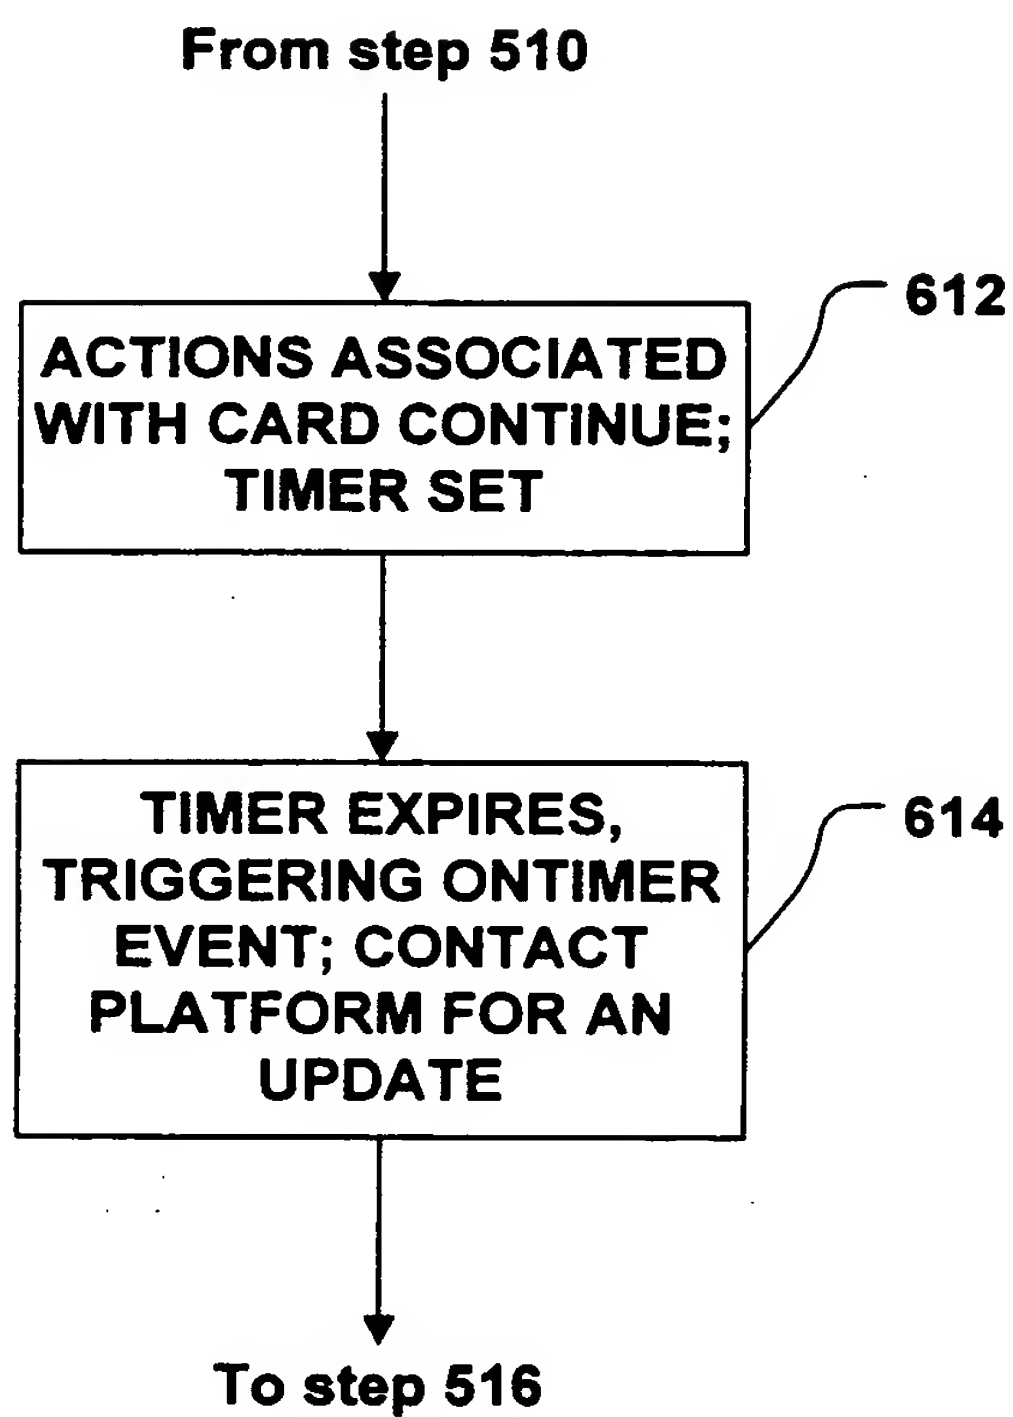 From step 510
612
ACTIONS ASSOCIATED
WITH CARD CONTINUE;
TIMER SET
614
TIMER EXPIRES,
TRIGGERING ONTIMER
EVENT; CONTACT
PLATFORM FOR AN
UPDATE
To step 516